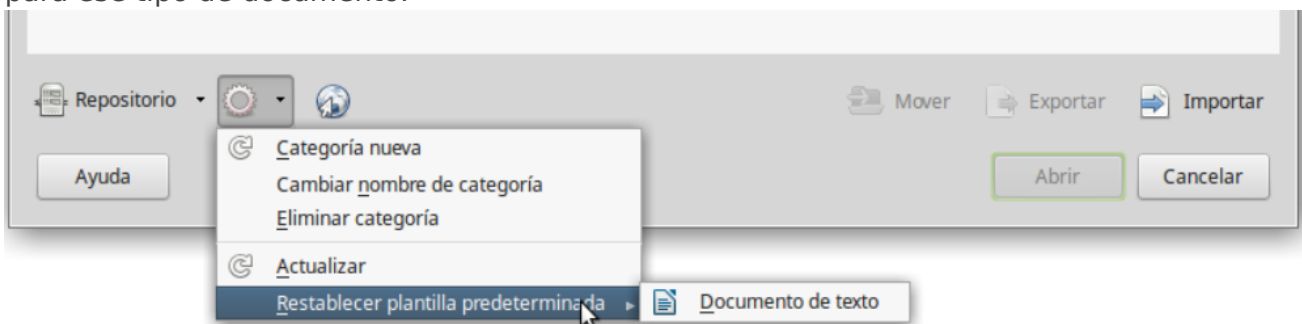 para ese tipo de documento.
Repositorio
Mover
Exportar
Importar
Ayuda
Categoría nueva
Cambiar nombre de categoría
Eliminar categoría
Abrir
Cancelar
Actualizar
Restablecer plantilla predeterminada
Documento de texto